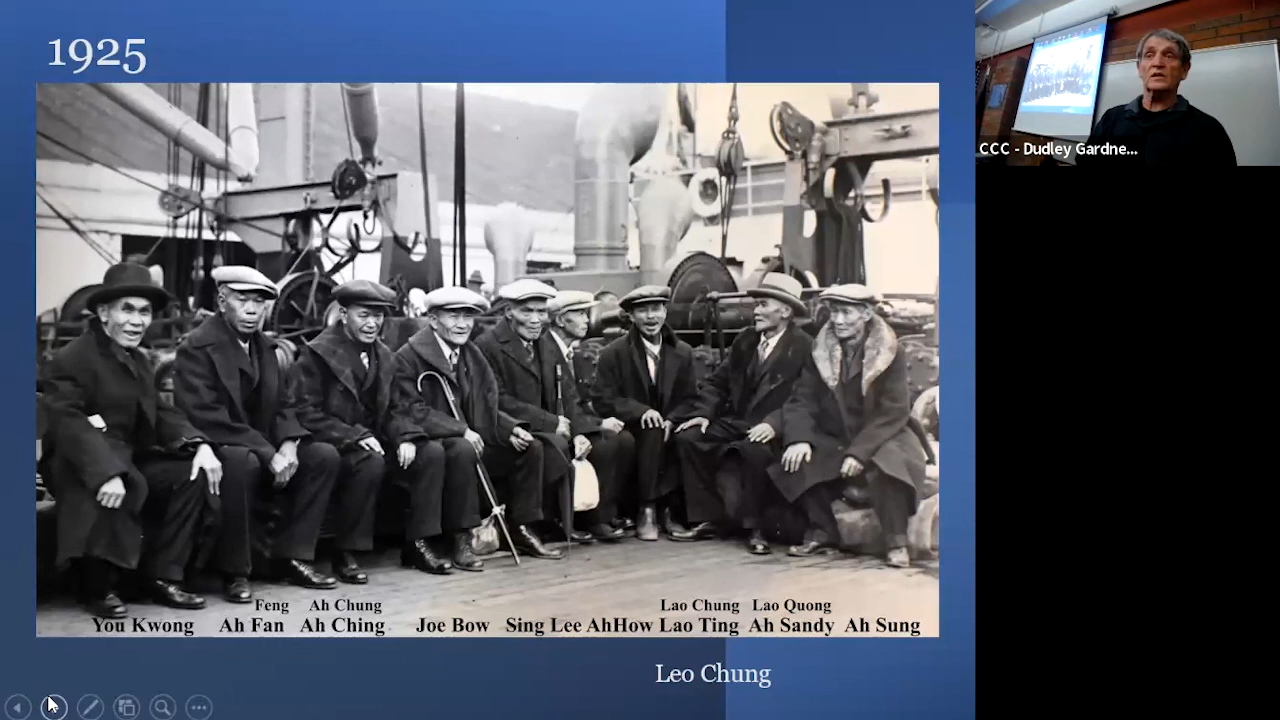 1925
CCC - Dudley Gardne...
Feng Ah Chung Lao Chung Lao Quong
You Kwong Ah Fan Ah Ching Joe Bow Sing Lee AhHow Lao Ting Ah Sandy Ah Sung
Leo Chung